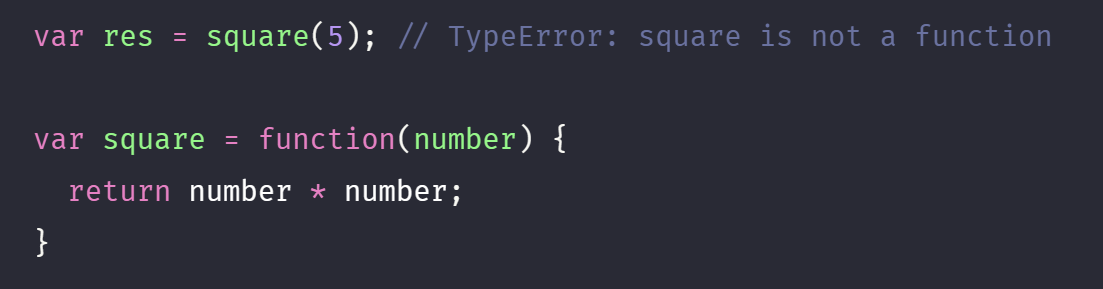 var res = square(5); // TypeError: square is not a function
var square = function(number) {
  return number * number;
}